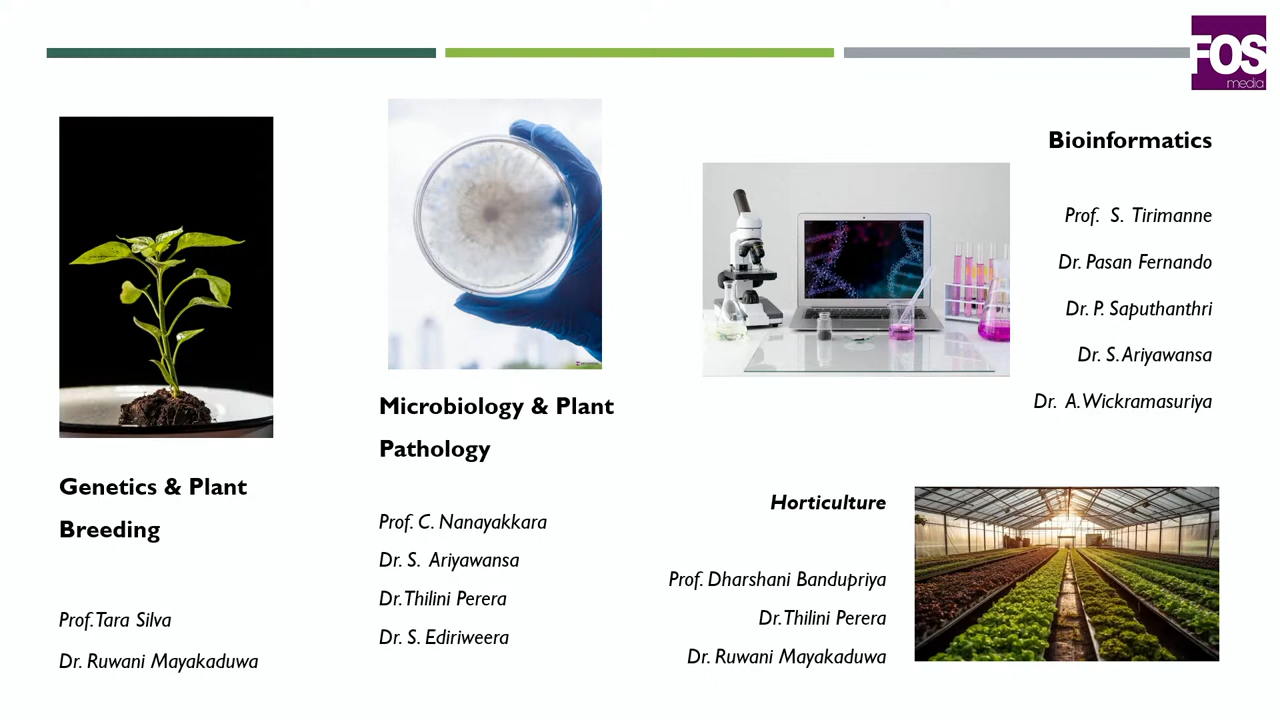 FOS
media
Genetics & Plant
Breeding
Prof. Tara Silva
Dr. Ruwani Mayakaduwa
Microbiology & Plant
Pathology
Prof. C. Nanayakkara
Dr. S. Ariyawansa
Dr. Thilini Perera
Dr. S. Ediriweera
Bioinformatics
Prof. S. Tirimanne
Dr. Pasan Fernando
Dr. P. Saputhanthri
Dr. S. Ariyawansa
Dr. A. Wickramasuriya
Horticulture
Prof. Dharshani Bandupriya
Dr. Thilini Perera
Dr. Ruwani Mayakaduwa